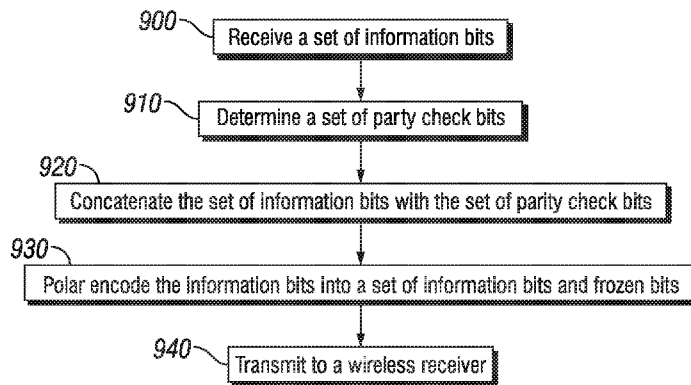 900
Receive a set of information bits
910
Determine a set of party check bits
920
Concatenate the set of information bits with the set of parity check bits
930
Polar encode the information bits into a set of information bits and frozen bits
940
Transmit to a wireless receiver